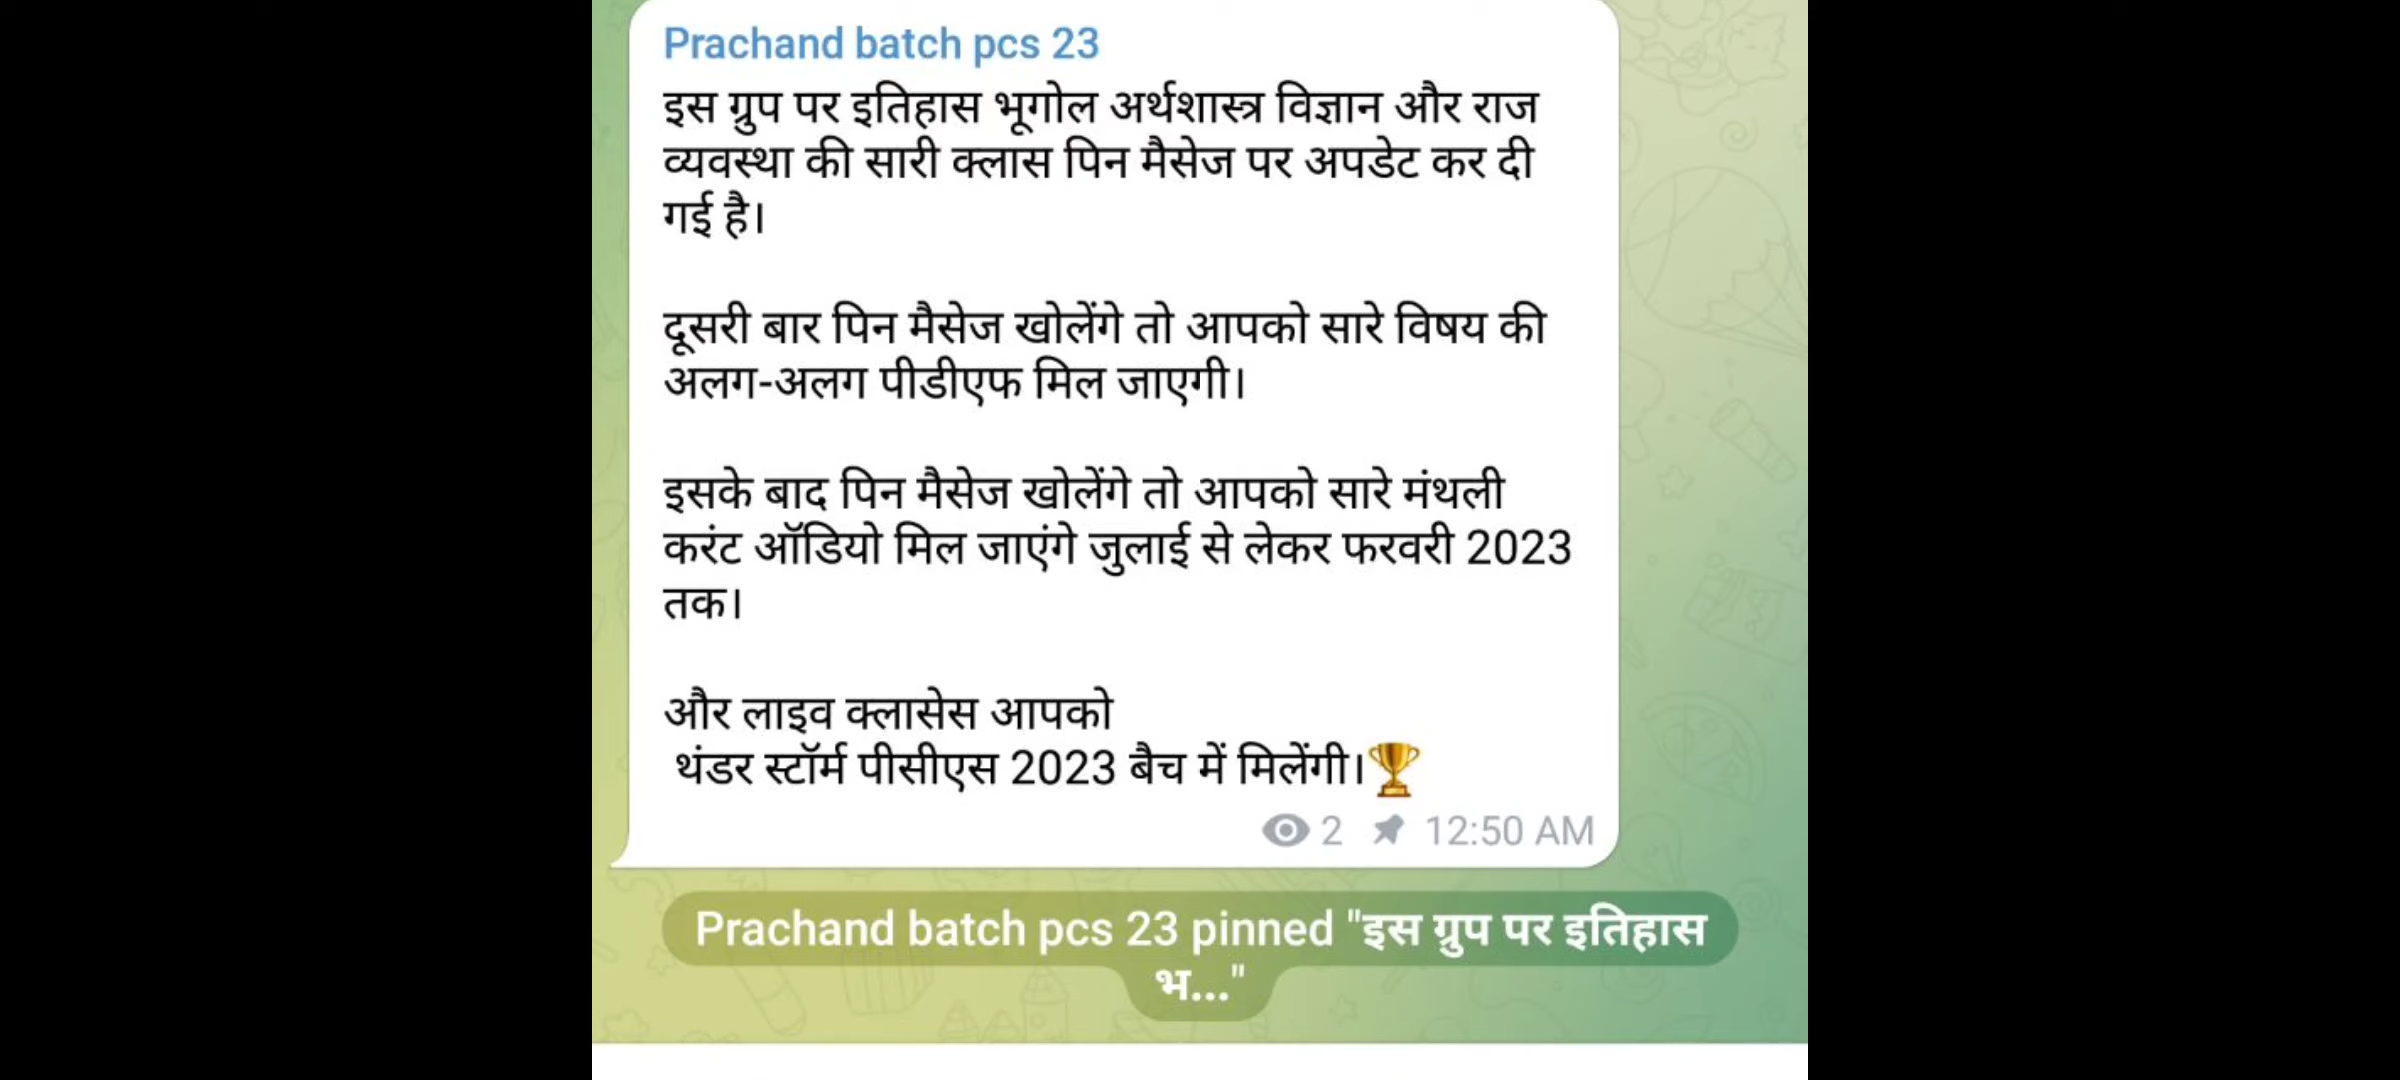 Prachand batch pcs 23
इस ग्रुप पर इतिहास भूगोल अर्थशास्त्र विज्ञान और राज
व्यवस्था की सारी क्लास पिन मैसेज पर अपडेट कर दी
गई है।
दूसरी बार पिन मैसेज खोलेंगे तो आपको सारे विषय की
अलग-अलग पीडीएफ मिल जाएगी।
इसके बाद पिन मैसेज खोलेंगे तो आपको सारे मंथली
करंट ऑडियो मिल जाएंगे जुलाई से लेकर फरवरी 2023
तक।
और लाइव क्लासेस आपको
थंडर स्टॉर्म पीसीएस 2023 बैच में मिलेंगी।🏆
2 12:50 AM
Prachand batch pcs 23 pinned "इस ग्रुप पर इतिहास
भ..."